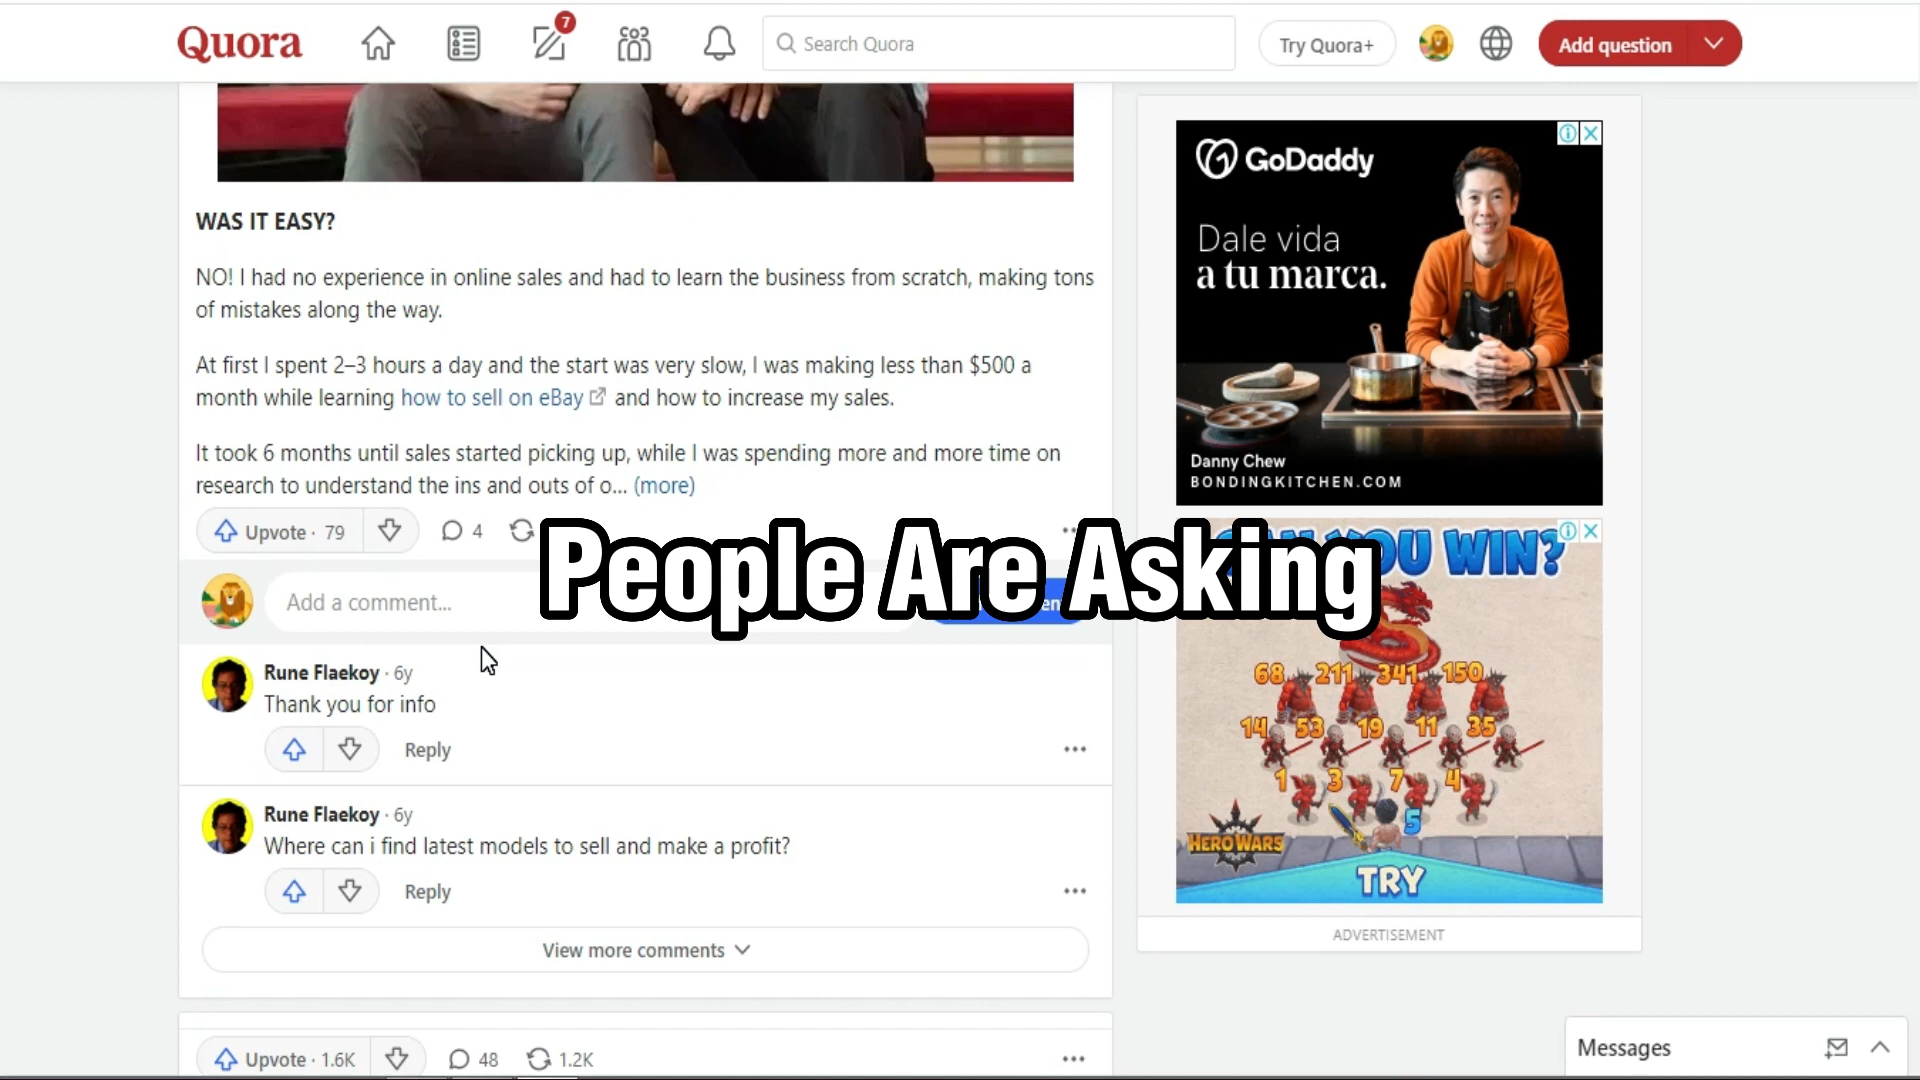 Quora
7
Search Quora
Try Quora+
Add question
WAS IT EASY?
NO! I had no experience in online sales and had to learn the business from scratch, making tons
of mistakes along the way.
At first I spent 2–3 hours a day and the start was very slow, I was making less than $500 a
month while learning how to sell on eBay and how to increase my sales.
It took 6 months until sales started picking up, while I was spending more and more time on
research to understand the ins and outs of o... (more)
Upvote · 79
4
People Are Asking
Add a comment...
Rune Flaekoy · 6y
Thank you for info
Reply
Rune Flaekoy · 6y
Where can i find latest models to sell and make a profit?
Reply
View more comments
Upvote · 1.6K
48
1.2K
GoDaddy
Dale vida
a tu marca.
Danny Chew
BONDINGKITCHEN.COM
YOU WIN?
68 211 341 150
14 53 19 11 35
1 3 7 4
5
HERO WARS
TRY
ADVERTISEMENT
Messages